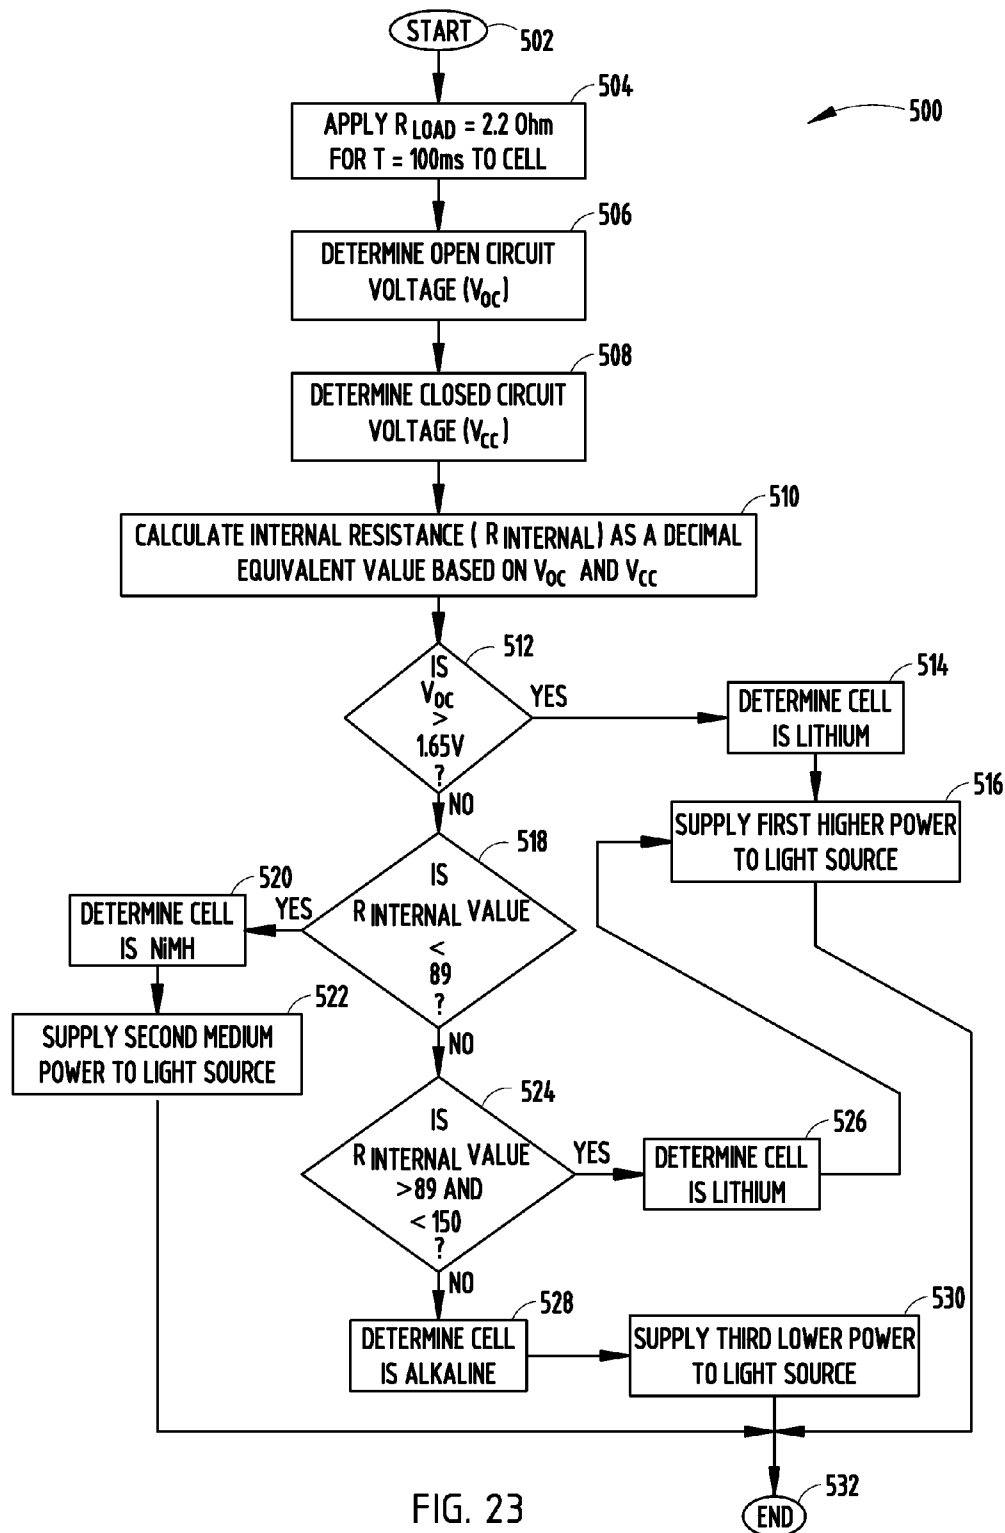 START
502
504
500
APPLY R LOAD = 2.2 Ohm
FOR T = 100ms TO CELL
506
DETERMINE OPEN CIRCUIT
VOLTAGE (VOC)
508
DETERMINE CLOSED CIRCUIT
VOLTAGE (VCC)
510
CALCULATE INTERNAL RESISTANCE ( R INTERNAL) AS A DECIMAL
EQUIVALENT VALUE BASED ON VOC AND VCC
512
IS
VOC
>
1.65V
?
YES
NO
514
DETERMINE CELL
IS LITHIUM
516
SUPPLY FIRST HIGHER POWER
TO LIGHT SOURCE
518
IS
R INTERNAL VALUE
<
89
?
YES
NO
520
DETERMINE CELL
IS NiMH
522
SUPPLY SECOND MEDIUM
POWER TO LIGHT SOURCE
524
IS
R INTERNAL VALUE
>89 AND
< 150
?
YES
NO
526
DETERMINE CELL
IS LITHIUM
528
DETERMINE CELL
IS ALKALINE
530
SUPPLY THIRD LOWER POWER
TO LIGHT SOURCE
532
END
FIG. 23